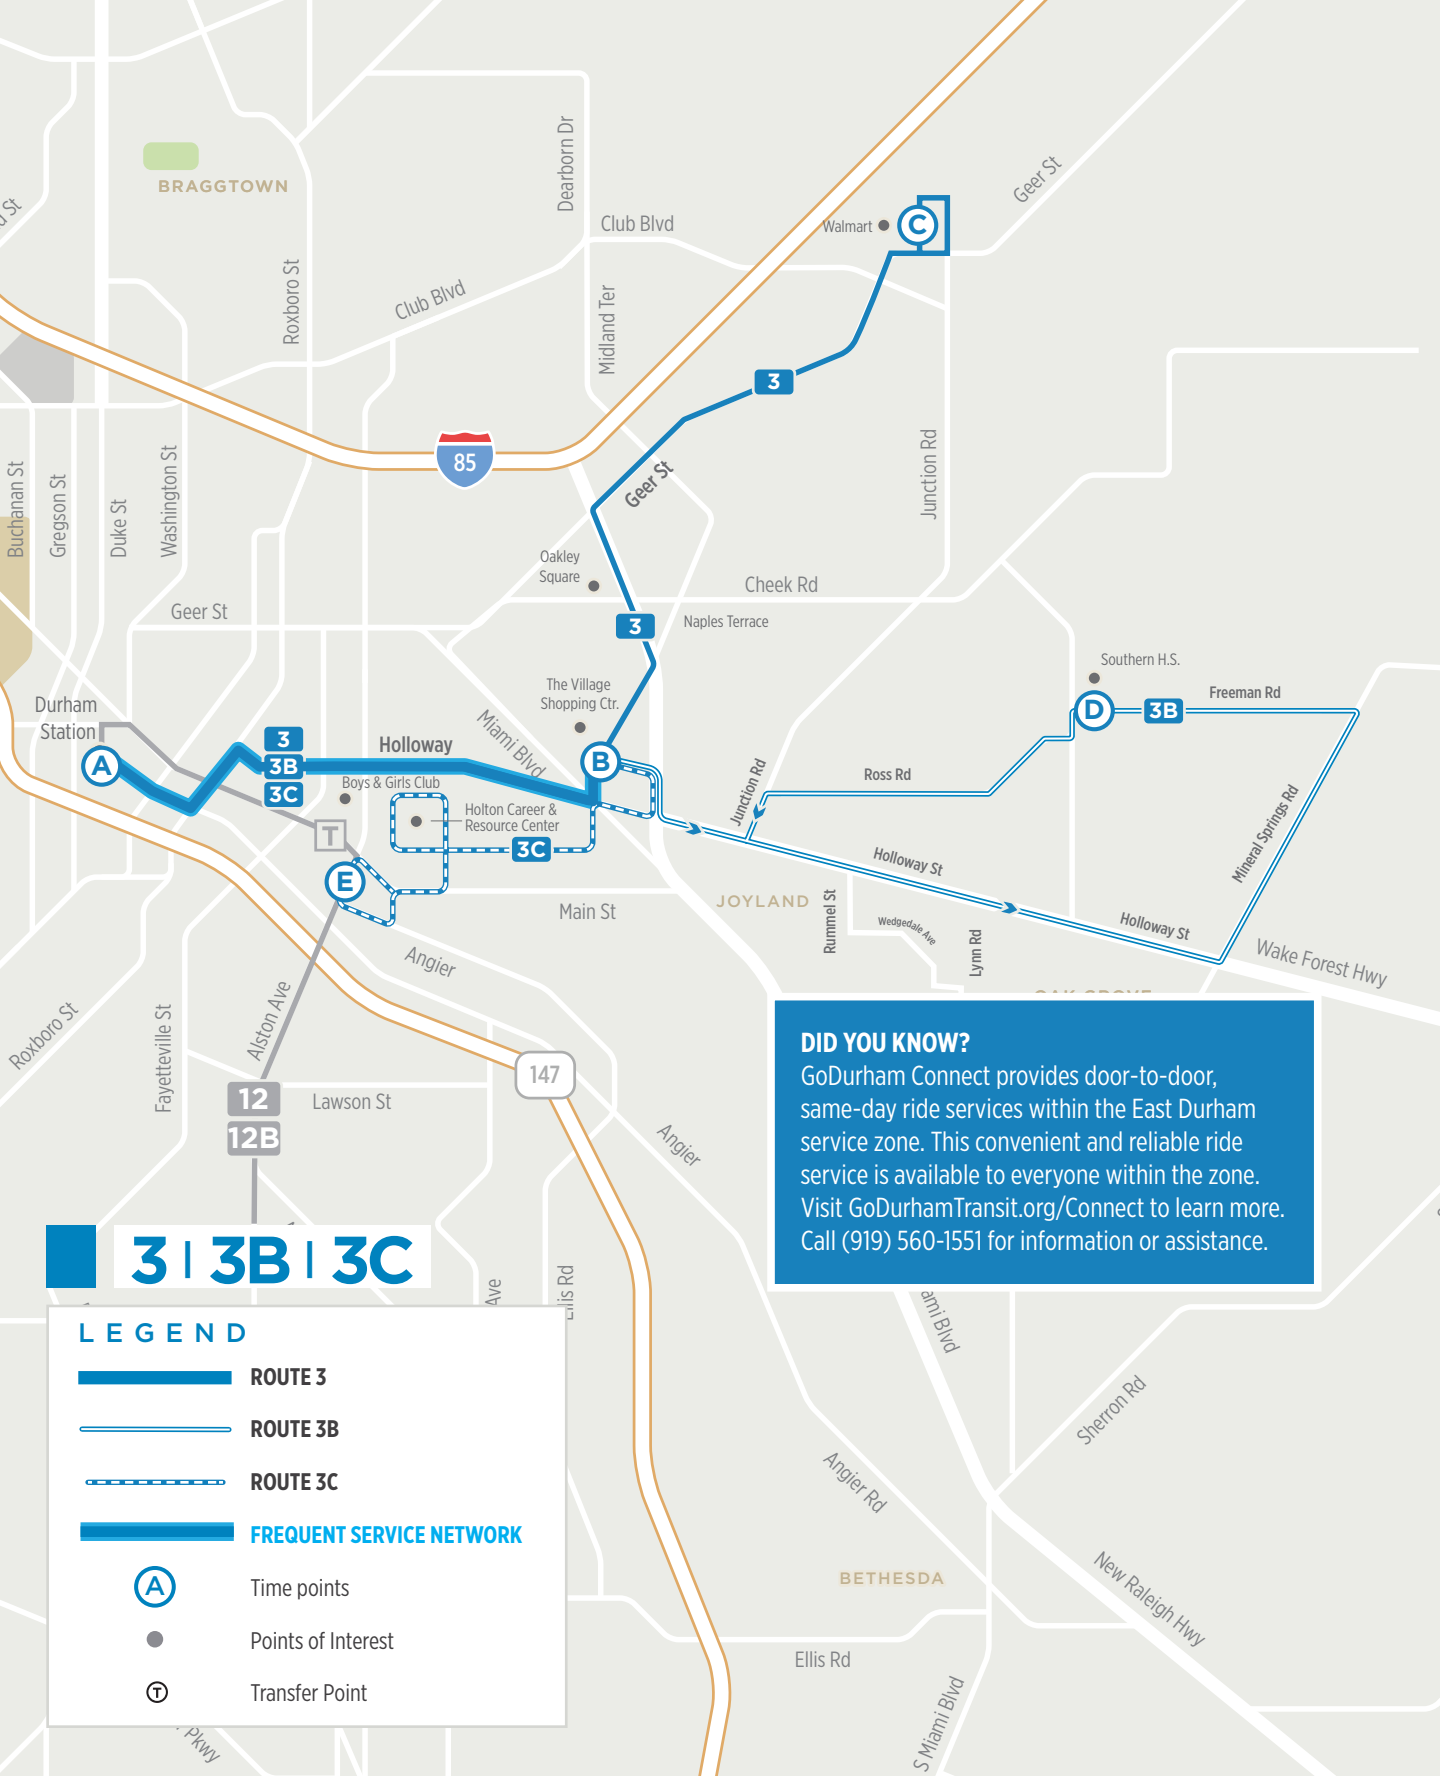 BRAGGTOWN
Dearborn Dr
Club Blvd
Geer St
Walmart
C
Roxboro St
Club Blvd
Midland Ter
3
85
Geer St
Junction Rd
Buchanan St
Gregson St
Duke St
Washington St
Oakley
Square
Cheek Rd
Geer St
3
Naples Terrace
Southern H.S.
The Village
Shopping Ctr.
Durham
Station
A
3
3B
3C
Holloway
Miami Blvd
B
D
3B
Freeman Rd
Boys & Girls Club
Holton Career &
Resource Center
3C
T
E
Junction Rd
Ross Rd
Mineral Springs Rd
Holloway St
Holloway St
Main St
JOYLAND
Rummel St
Wedgedale Ave
Lynn Rd
Wake Forest Hwy
Angier
Roxboro St
Fayetteville St
Alston Ave
147
12
12B
Lawson St
Angier
DID YOU KNOW?
GoDurham Connect provides door-to-door,
same-day ride services within the East Durham
service zone. This convenient and reliable ride
service is available to everyone within the zone.
Visit GoDurhamTransit.org/Connect to learn more.
Call (919) 560-1551 for information or assistance.
3 | 3B | 3C
Ave
LEGEND
ROUTE 3
ROUTE 3B
ROUTE 3C
FREQUENT SERVICE NETWORK
A
Time points
Points of Interest
T
Transfer Point
Pkwy
Blvd
Sherron Rd
Angier Rd
BETHESDA
New Raleigh Hwy
Ellis Rd
S Miami Blvd